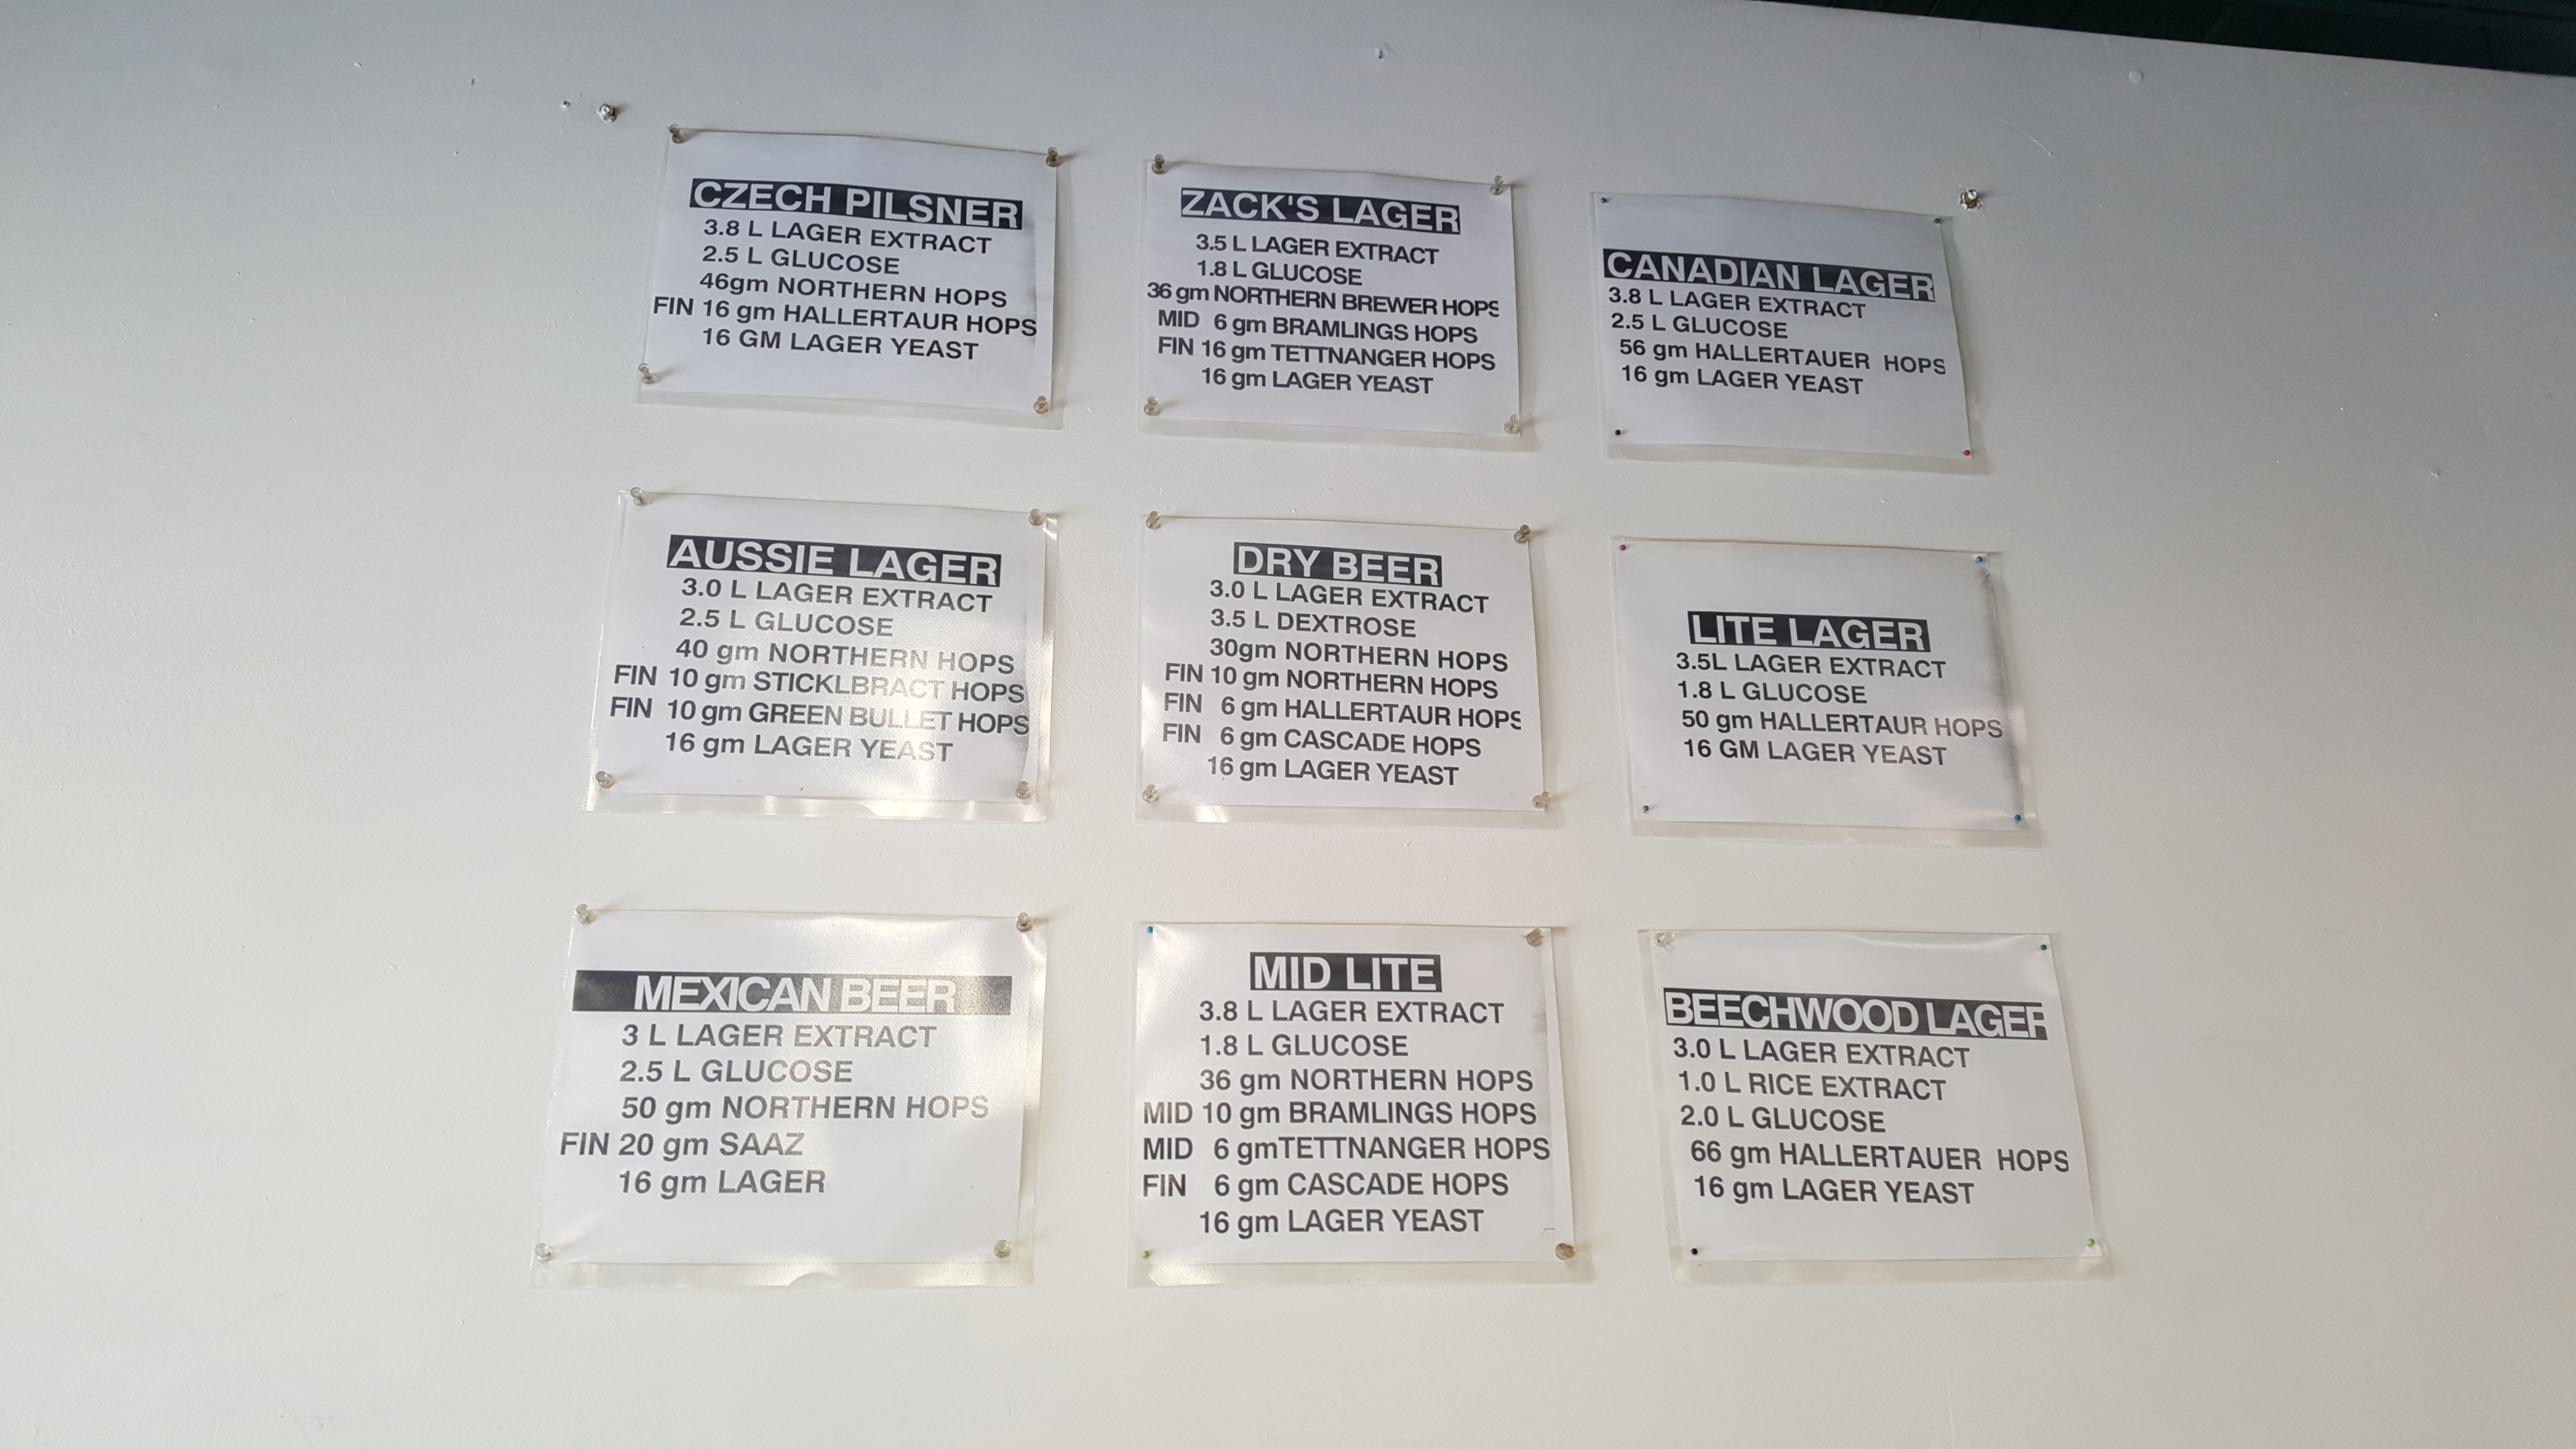 CZECH PILSNER
3.8 L LAGER EXTRACT
2.5 L GLUCOSE
46gm NORTHERN HOPS
FIN 16 gm HALLERTAUR HOPS
16 GM LAGER YEAST
ZACK'S LAGER
3.5 L LAGER EXTRACT
1.8 L GLUCOSE
36 gm NORTHERN BREWER HOPS
MID 6 gm BRAMLINGS HOPS
FIN 16 gm TETTNANGER HOPS
16 gm LAGER YEAST
CANADIAN LAGER
3.8 L LAGER EXTRACT
2.5 L GLUCOSE
56 gm HALLERTAUER HOPS
16 gm LAGER YEAST
AUSSIE LAGER
3.0 L LAGER EXTRACT
2.5 L GLUCOSE
40 gm NORTHERN HOPS
FIN 10 gm STICKLBRACT HOPS
FIN 10 gm GREEN BULLET HOPS
16 gm LAGER YEAST
DRY BEER
3.0 L LAGER EXTRACT
3.5 L DEXTROSE
30gm NORTHERN HOPS
FIN 10 gm NORTHERN HOPS
FIN 6 gm HALLERTAUR HOPS
FIN 6 gm CASCADE HOPS
16 gm LAGER YEAST
LITE LAGER
3.5L LAGER EXTRACT
1.8 L GLUCOSE
50 gm HALLERTAUR HOPS
16 GM LAGER YEAST
MEXICAN BEER
3 L LAGER EXTRACT
2.5 L GLUCOSE
50 gm NORTHERN HOPS
FIN 20 gm SAAZ
16 gm LAGER
MID LITE
3.8 L LAGER EXTRACT
1.8 L GLUCOSE
36 gm NORTHERN HOPS
MID 10 gm BRAMLINGS HOPS
MID 6 gmTETTNANGER HOPS
FIN 6 gm CASCADE HOPS
16 gm LAGER YEAST
BEECHWOOD LAGER
3.0 L LAGER EXTRACT
1.0 L RICE EXTRACT
2.0 L GLUCOSE
66 gm HALLERTAUER HOPS
16 gm LAGER YEAST